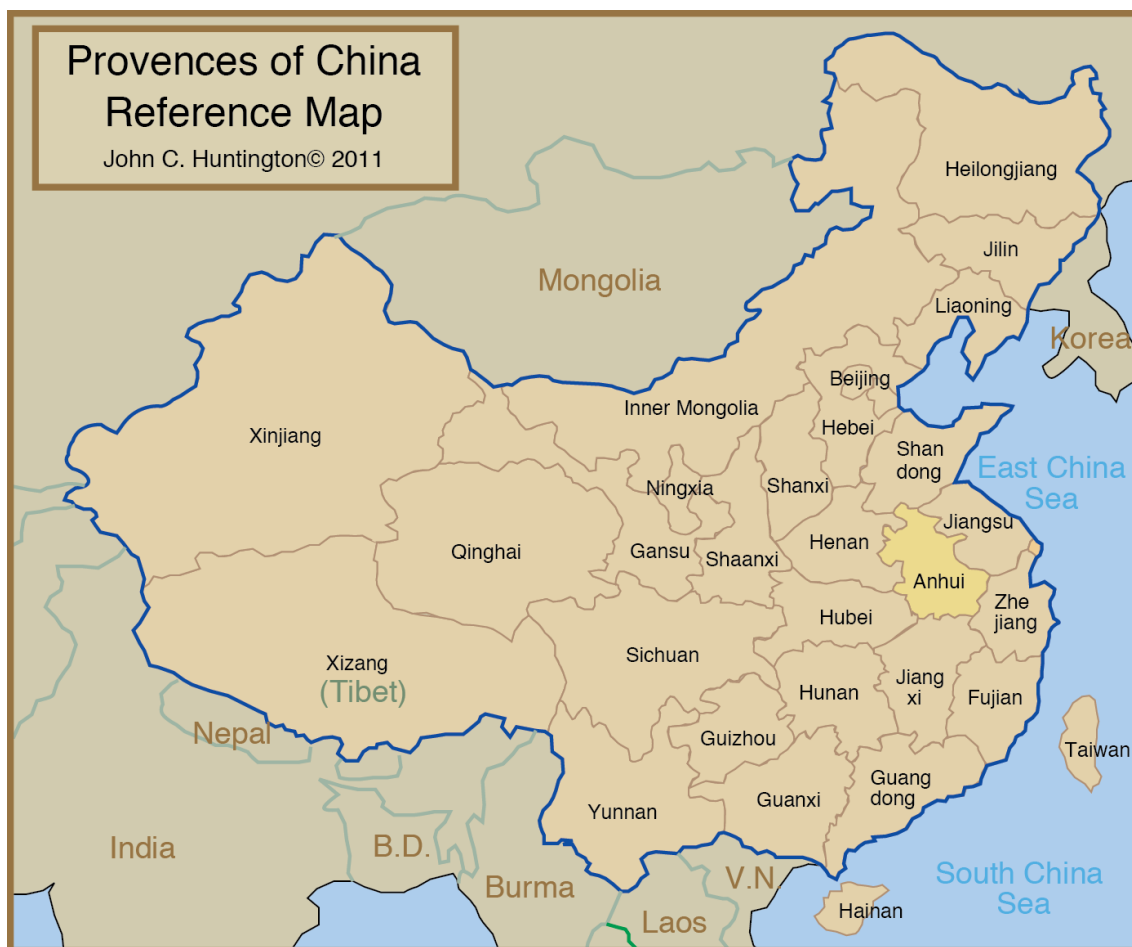 Provences of China
Reference Map
John C. Huntington© 2011
Heilongjiang
Jilin
Mongolia
Liaoning
Korea
Beijing
Inner Mongolia
Hebei
Xinjiang
Shan
dong
East China
Sea
Ningxia
Shanxi
Jiangsu
Qinghai
Gansu
Shaanxi
Henan
Anhui
Zhe
jiang
Hubei
Xizang
(Tibet)
Sichuan
Hunan
Jiang
xi
Fujian
Nepal
Guizhou
Taiwan
Yunnan
Guanxi
Guang
dong
India
B.D.
Burma
V.N.
Laos
South China
Sea
Hainan